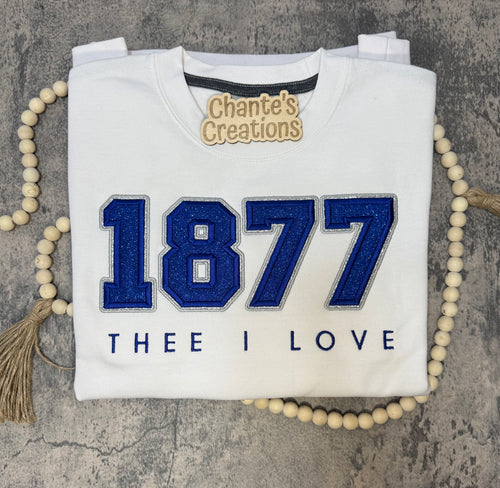 Chante's
Creations
1877
THEE I LOVE